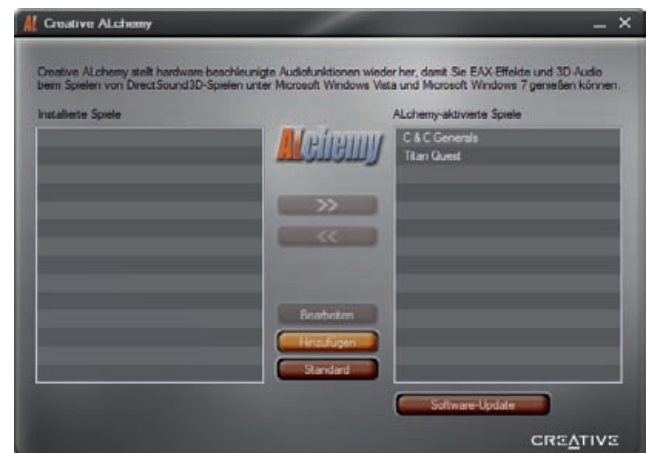 AL Creative ALchemy
Creative ALchemy stellt hardware-beschleunigte Audiofunktionen wieder her, damit Sie EAX-Effekte und 3D-Audio
beim Spielen von DirectSound3D-Spielen unter Microsoft Windows Vista und Microsoft Windows 7 genießen können.
Installierte Spiele
ALchemy-aktivierte Spiele
ALchemy
C & C Generals
Titan Quest
>>
<<
Bearbeiten
Hinzufügen
Standard
Software-Update
CREATIVE